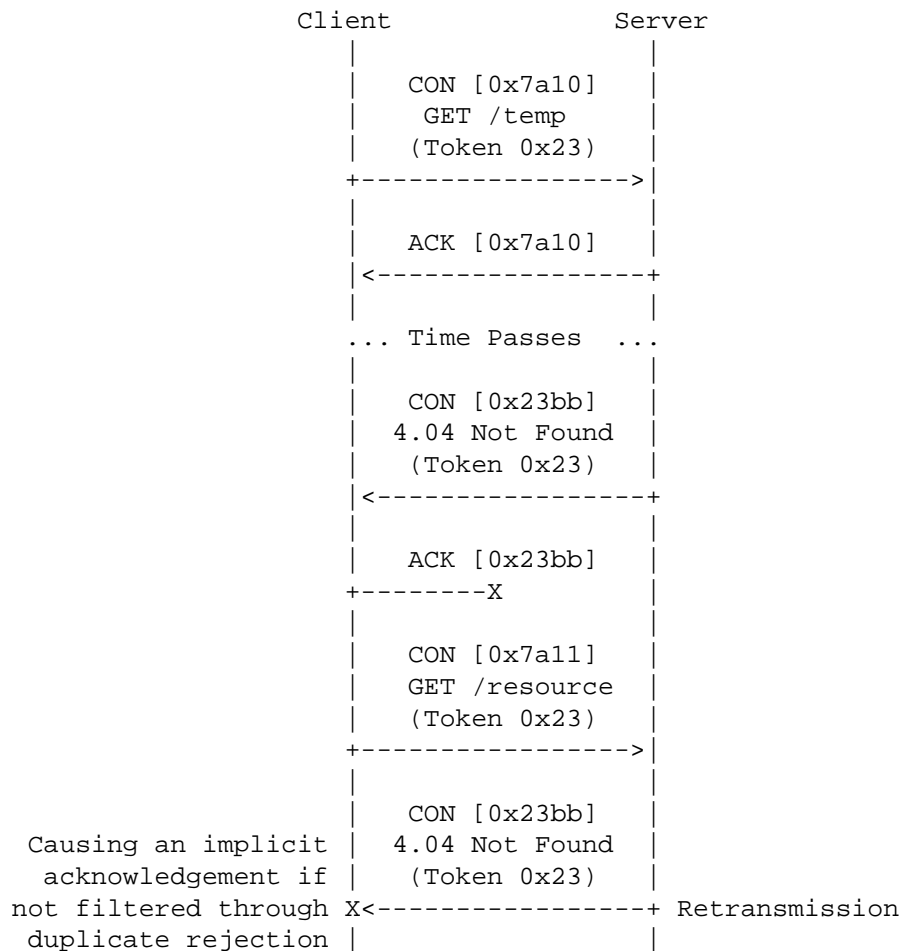 Client Server
CON [0x7a10]
GET /temp
(Token 0x23)
ACK [0x7a10]
... Time Passes ...
CON [0x23bb]
4.04 Not Found
(Token 0x23)
ACK [0x23bb]
X
CON [0x7a11]
GET /resource
(Token 0x23)
CON [0x23bb]
Causing an implicit 4.04 Not Found
acknowledgement if (Token 0x23)
not filtered through X Retransmission
duplicate rejection